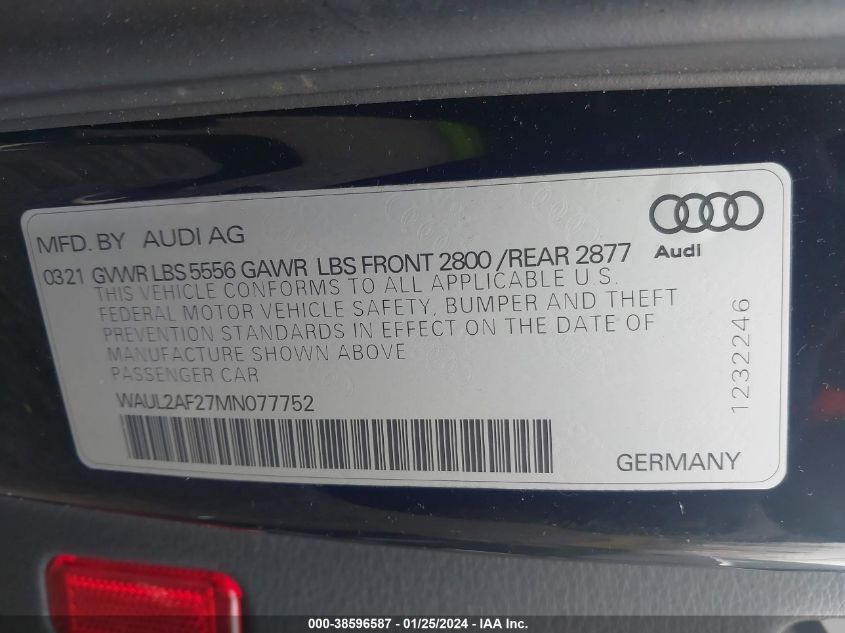 MFD. BY AUDI AG
Audi
0321 GVWR LBS 5556 GAWR LBS FRONT 2800 /REAR 2877
THIS VEHICLE CONFORMS TO ALL APPLICABLE U S.
FEDERAL MOTOR VEHICLE SAFETY, BUMPER AND THEFT
PREVENTION STANDARDS IN EFFECT ON THE DATE OF
MANUFACTURE SHOWN ABOVE
PASSENGER CAR
WAUL2AF27MN077752
1232246
GERMANY
000-38596587 - 01/25/2024 - IAA Inc.